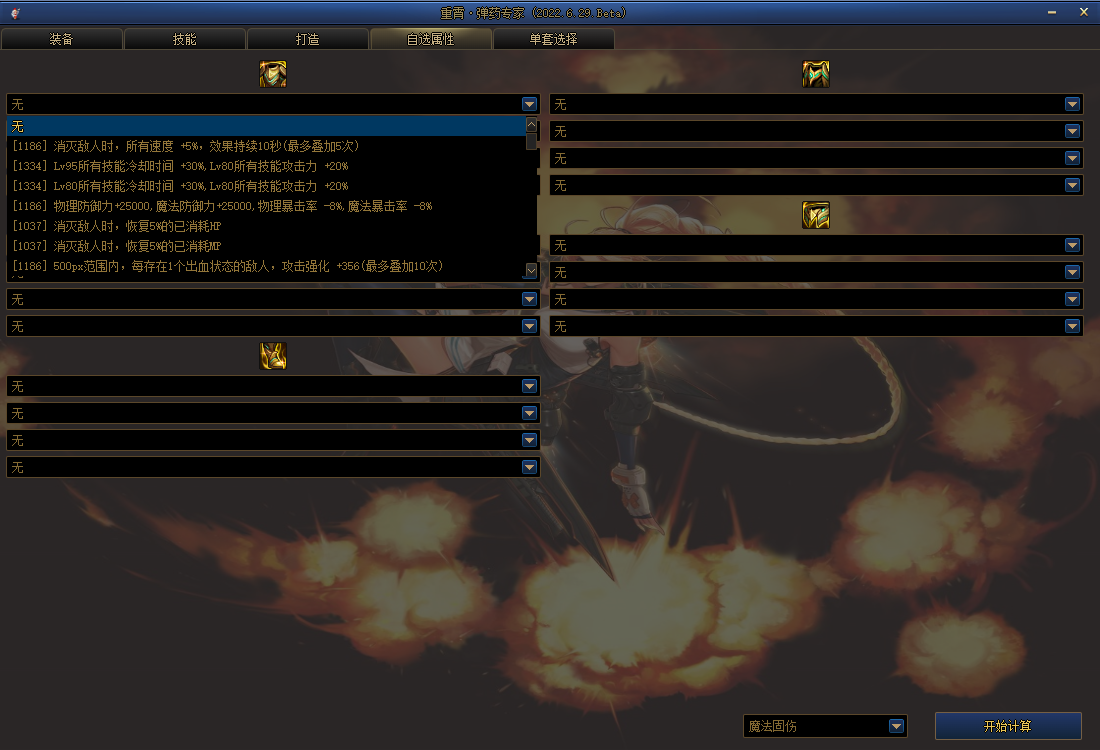 重霄·弹药专家 (2022.6.29.Beta)
装备
技能
打造
自选属性
单套选择
无
无
[1186] 消灭敌人时, 所有速度 +5%, 效果持续10秒(最多叠加5次)
[1334] Lv95所有技能冷却时间 +30%,Lv80所有技能攻击力 +20%
[1334] Lv80所有技能冷却时间 +30%,Lv80所有技能攻击力 +20%
[1186] 物理防御力+25000,魔法防御力+25000,物理暴击率 -8%,魔法暴击率 -8%
[1037] 消灭敌人时, 恢复5%的已消耗HP
[1037] 消灭敌人时, 恢复5%的已消耗MP
[1186] 500px范围内, 每存在1个出血状态的敌人, 攻击强化 +356(最多叠加10次)
无
无
无
无
无
无
无
无
无
无
无
无
无
无
魔法固伤
开始计算